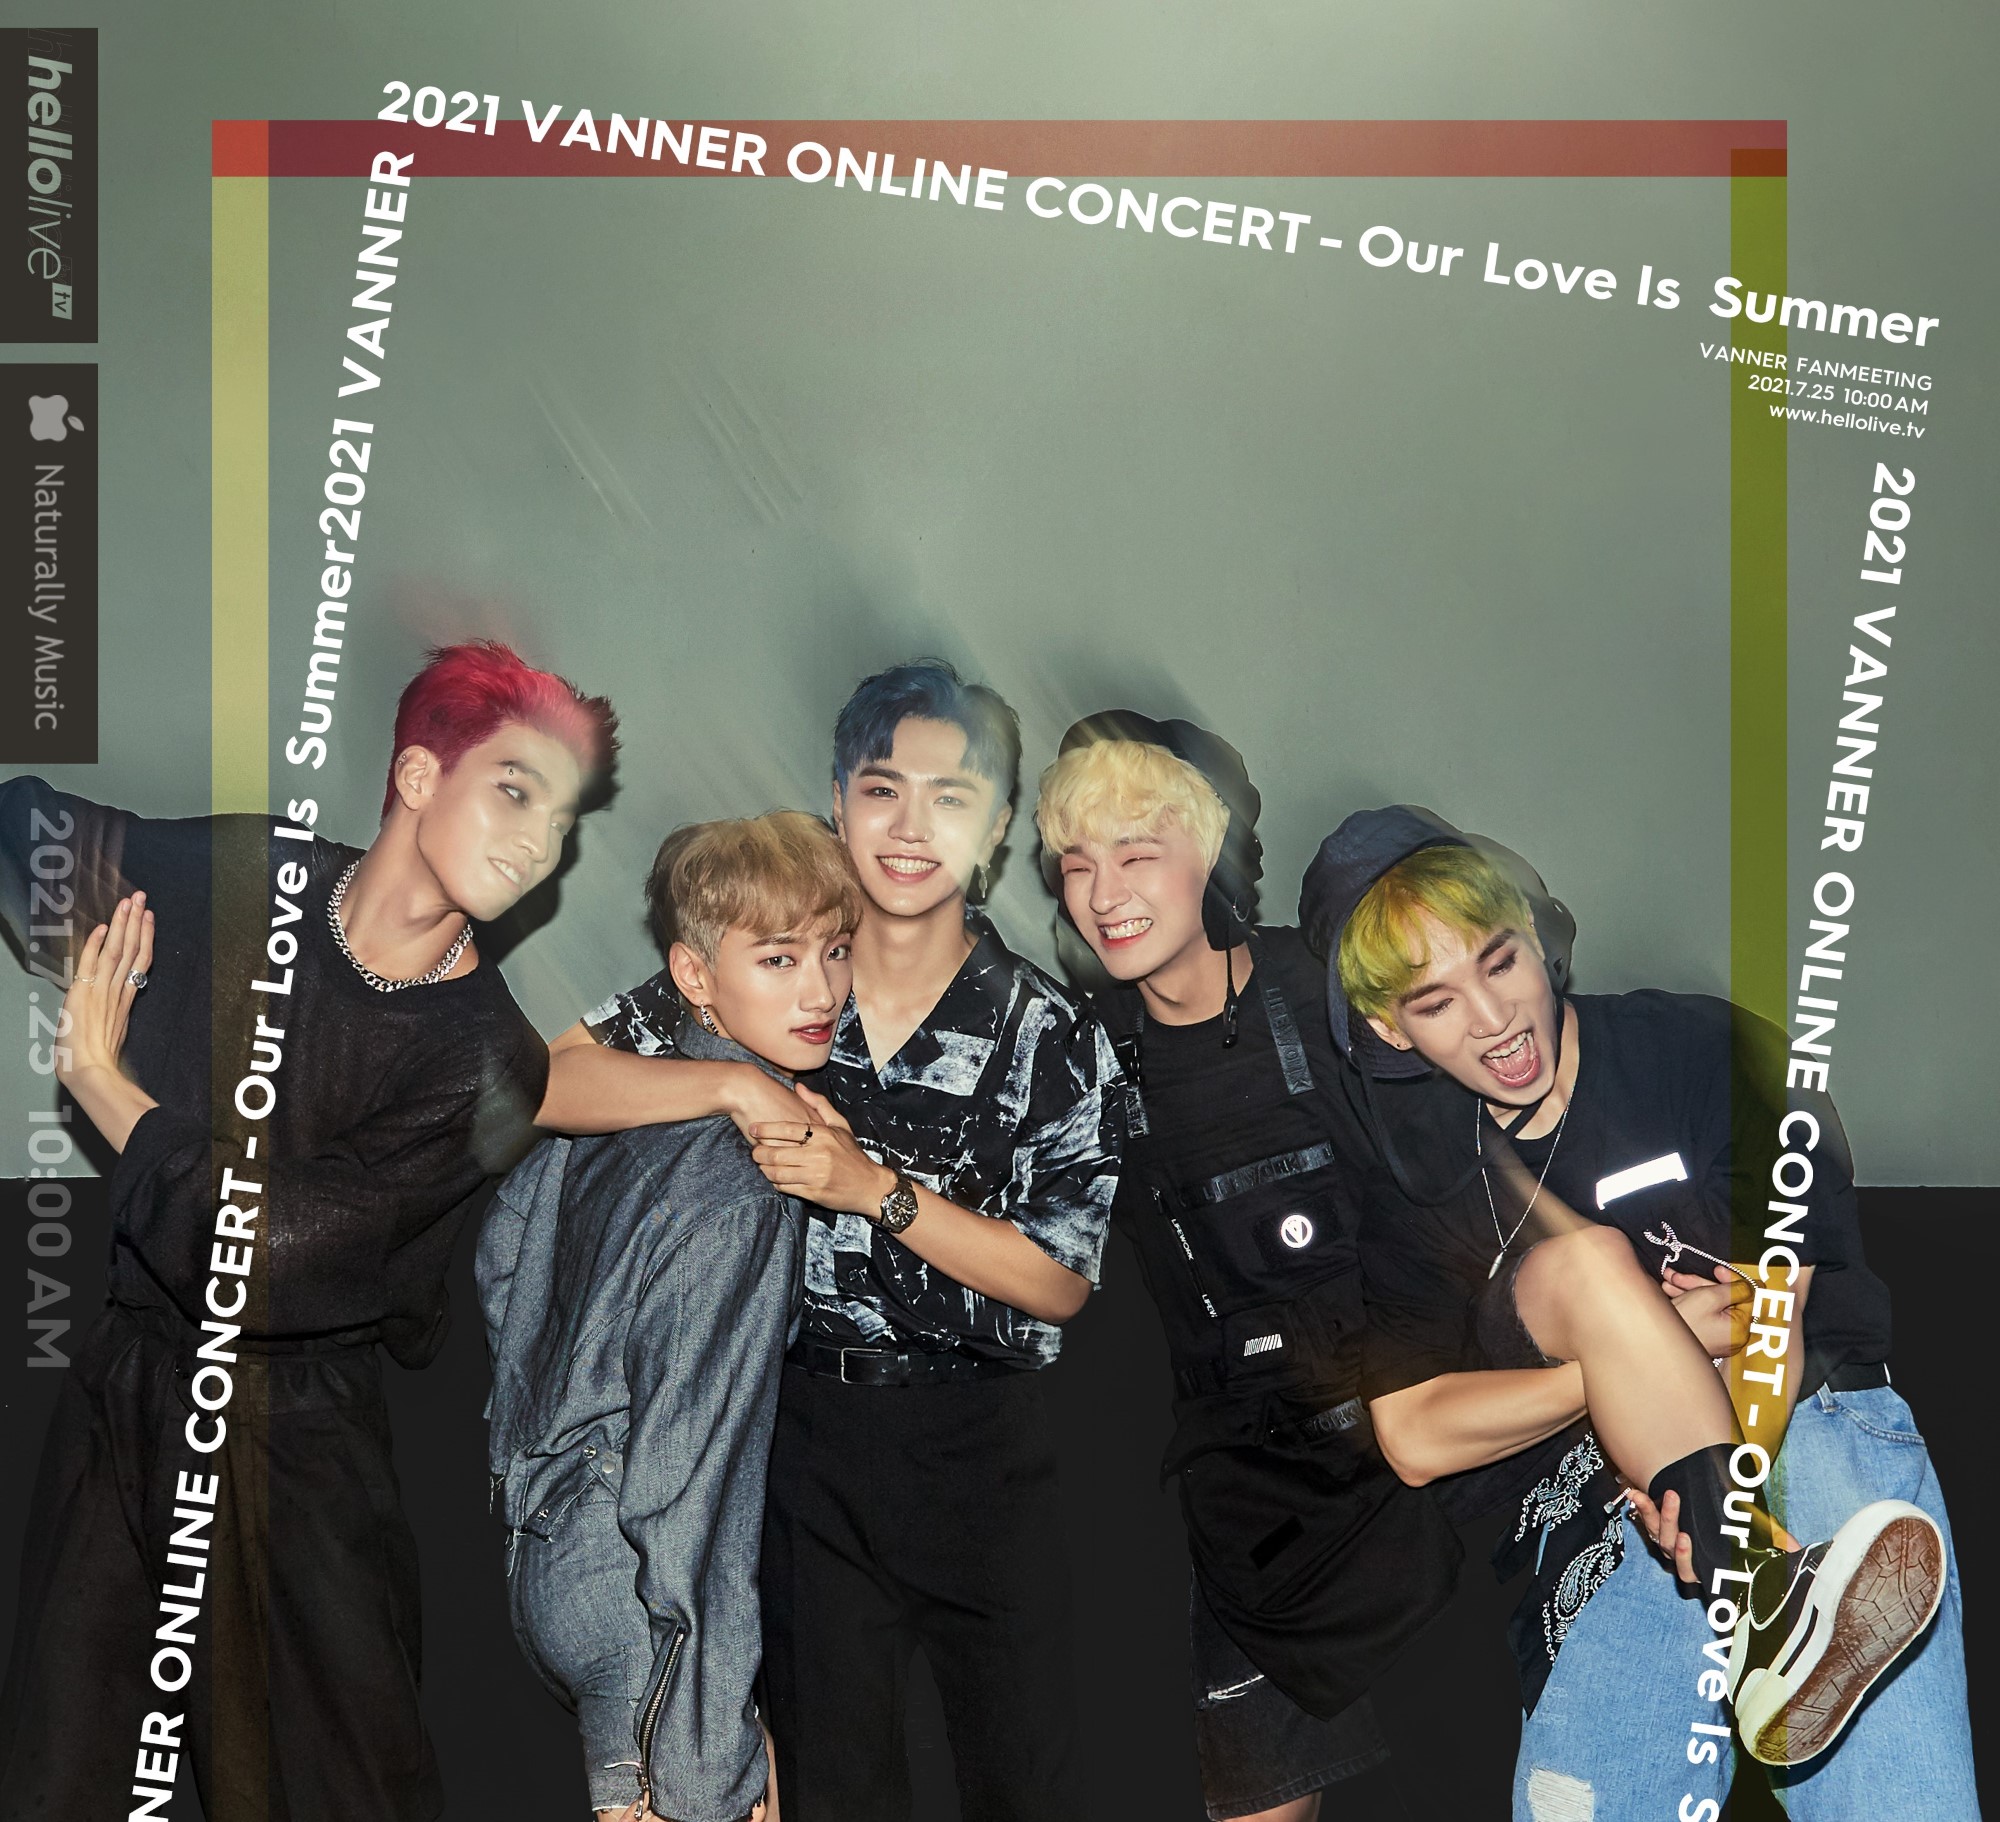 hellolive tv
Naturally Music
2021.7.25 10:00 AM
2021 VANNER ONLINE CONCERT - Our Love Is Summer
VANNER FANMEETING
2021.7.25 10:00 AM
www.hellolive.tv
NER ONLINE CONCERT - Our Love Is Summer2021 VANNER
2021 VANNER ONLINE CONCERT - Our Love Is S
LIFEWORK
LIFEWORK
LIFEWORK